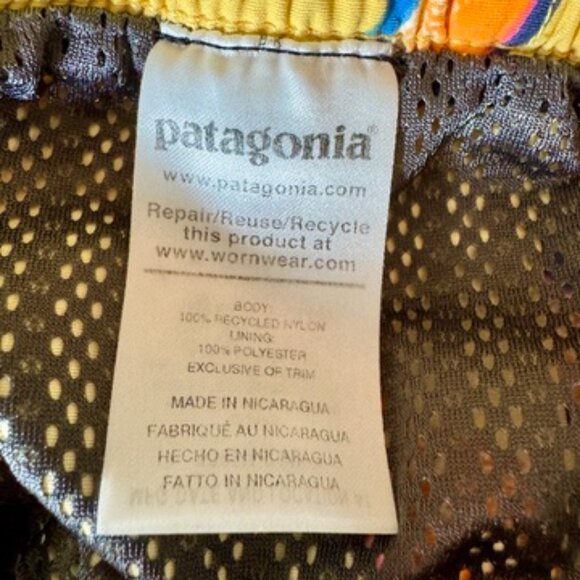 patagonia®
www.patagonia.com
Repair/Reuse/Recycle
this product at
www.wornwear.com
BODY:
100% RECYCLED NYLON
LINING:
100% POLYESTER
EXCLUSIVE OF TRIM
MADE IN NICARAGUA
FABRIQUÉ AU NICARAGUA
HECHO EN NICARAGUA
FATTO IN NICARAGUA